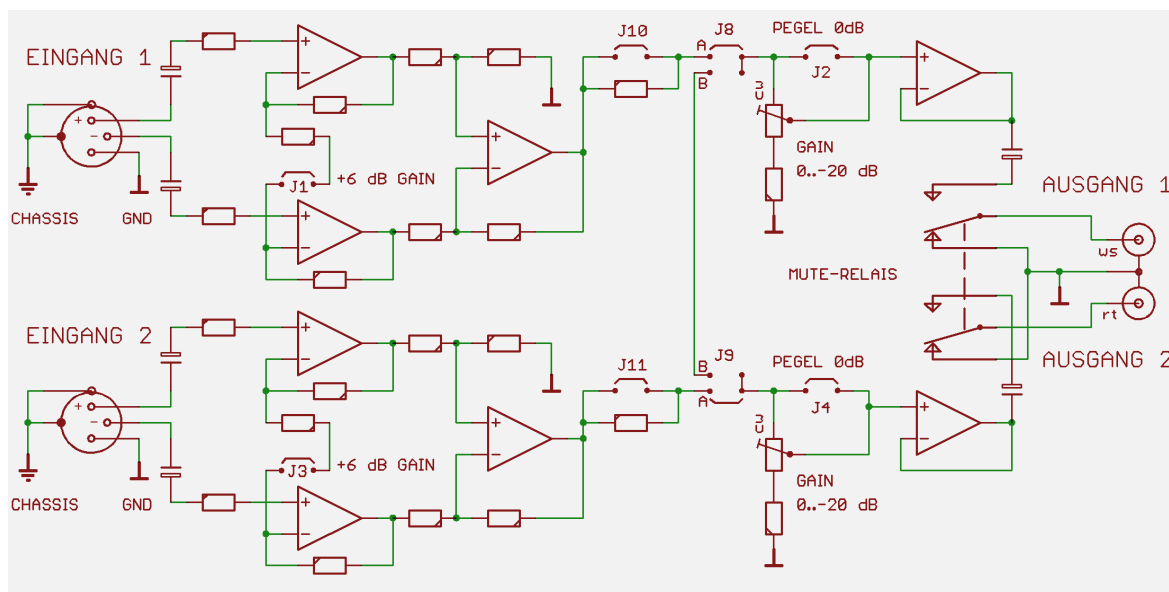 EINGANG 1
+
−
CHASSIS
GND
+
−
J1
+6 dB GAIN
+
−
+
−
J10
A
J8
B
PEGEL 0dB
J2
GAIN
0..-20 dB
+
−
AUSGANG 1
ws
MUTE-RELAIS
rt
AUSGANG 2
EINGANG 2
+
−
CHASSIS
GND
+
−
J3
+6 dB GAIN
+
−
+
−
J11
B
J9
A
PEGEL 0dB
J4
GAIN
0..-20 dB
+
−